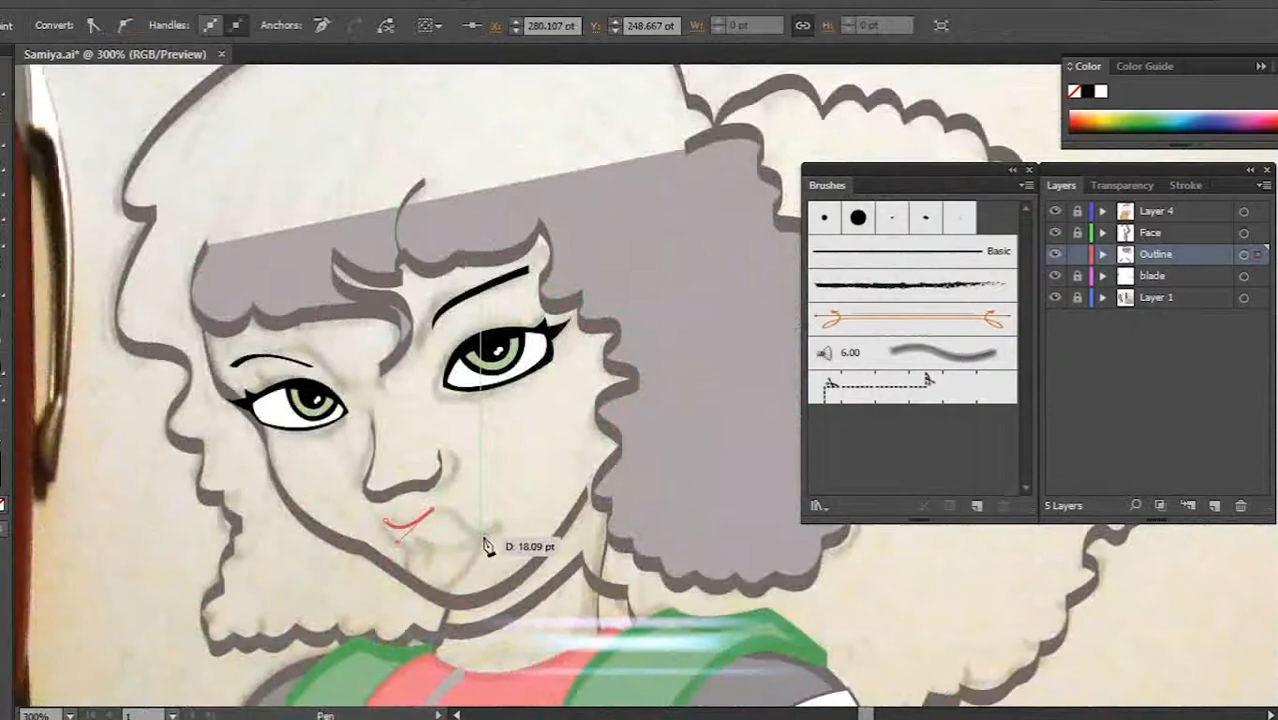 oint Convert: Handles: Anchors: X: 280.107 pt Y: 248.667 pt W: 0 pt H: 0 pt
Samiya.ai* @ 300% (RGB/Preview) ×
Color Color Guide
Brushes
Basic
6.00
Layers Transparency Stroke
Layer 4
Face
Outline
blade
Layer 1
5 Layers
D: 18.09 pt
300% 1 Pen